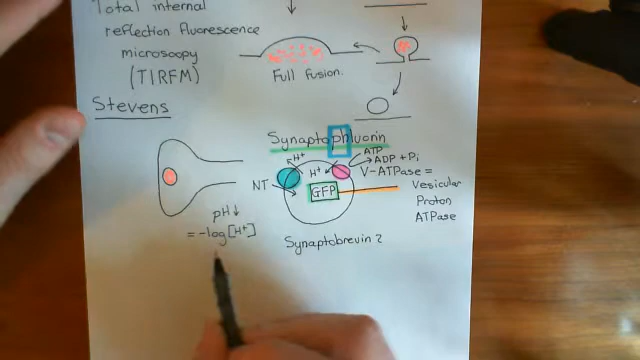 Total internal
reflection fluorescence
microsopy
(TIRFM)
Full fusion.
Stevens
Synaptophluorin
H+
ATP
ADP + Pi
H+
V-ATPase =
NT
GFP
Vesicular
Proton
ATPase
pH↓
= -log[H+]
Synaptobrevin 2